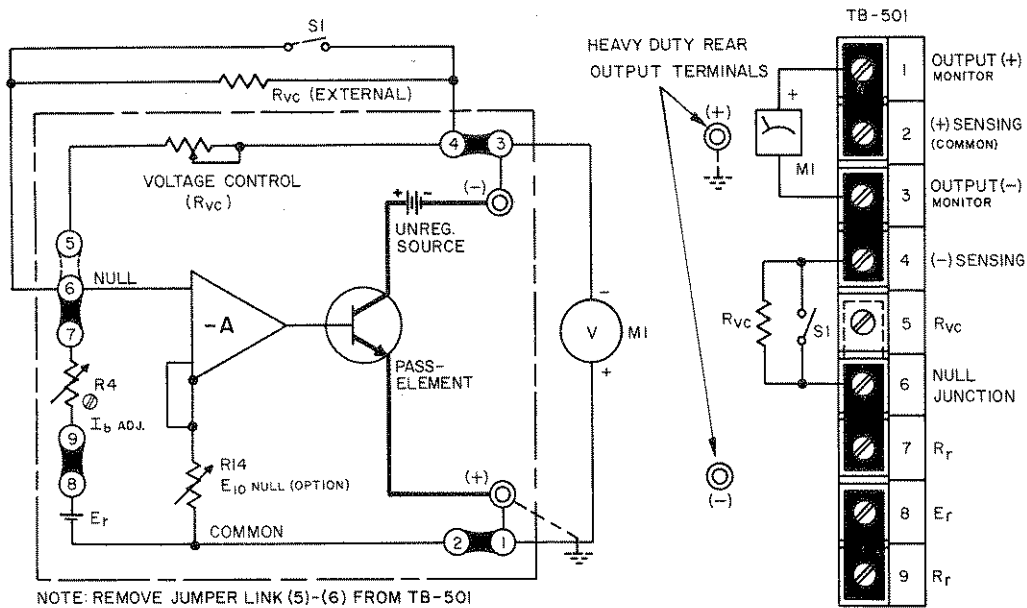 TB-501
S1
RVC (EXTERNAL)
4
3
VOLTAGE CONTROL
(RVC)
(−)
+
−
UNREG.
SOURCE
5
6
NULL
7
-A
R4
Ib ADJ.
9
8
Er
PASS-
ELEMENT
R14
E10 NULL (OPTION)
COMMON
(+)
2
1
−
V
M1
+
NOTE: REMOVE JUMPER LINK (5)-(6) FROM TB-501
HEAVY DUTY REAR
OUTPUT TERMINALS
(+)
(−)
+
M1
RVC
S1
1
OUTPUT (+)
MONITOR
2
(+) SENSING
(COMMON)
3
OUTPUT (−)
MONITOR
4
(−) SENSING
5
RVC
6
NULL
JUNCTION
7
Rr
8
Er
9
Rr